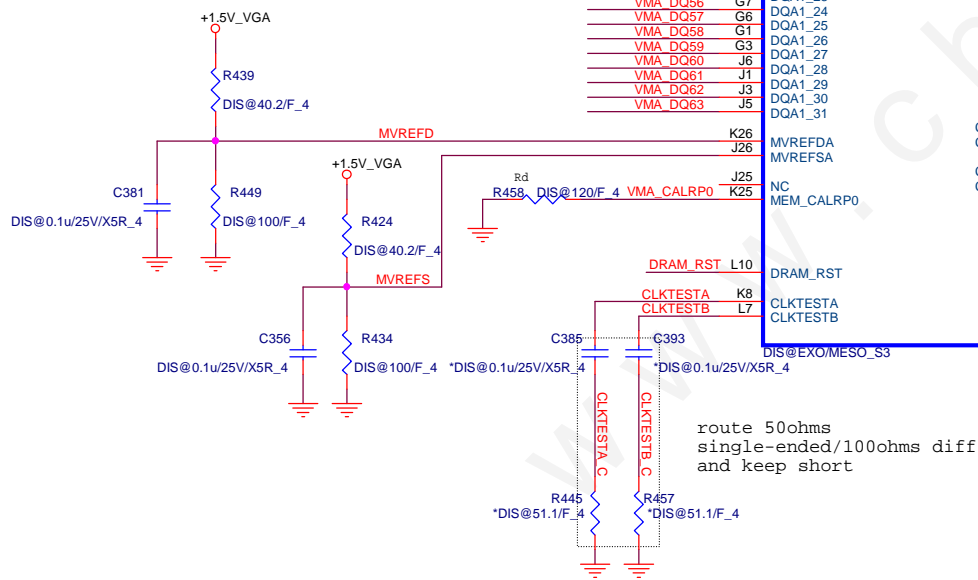 VMA_DQ56 G7
DQA1_24
VMA_DQ57 G6
DQA1_25
VMA_DQ58 G1
DQA1_26
VMA_DQ59 G3
DQA1_27
VMA_DQ60 J6
DQA1_28
VMA_DQ61 J1
DQA1_29
VMA_DQ62 J3
DQA1_30
VMA_DQ63 J5
DQA1_31
+1.5V_VGA
R439
DIS@40.2/F_4
MVREFD
K26
MVREFDA
J26
MVREFSA
C381
DIS@0.1u/25V/X5R_4
R449
DIS@100/F_4
+1.5V_VGA
R424
DIS@40.2/F_4
MVREFS
Rd
R458 DIS@120/F_4 VMA_CALRP0
J25
NC
K25
MEM_CALRP0
DRAM_RST L10
DRAM_RST
CLKTESTA K8
CLKTESTA
CLKTESTB L7
CLKTESTB
C356
DIS@0.1u/25V/X5R_4
R434
DIS@100/F_4
C385
*DIS@0.1u/25V/X5R_4
C393
*DIS@0.1u/25V/X5R_4
DIS@EXO/MESO_S3
CLKTESTA_C
CLKTESTB_C
route 50ohms
single-ended/100ohms diff
and keep short
R445
*DIS@51.1/F_4
R457
*DIS@51.1/F_4
www.ch